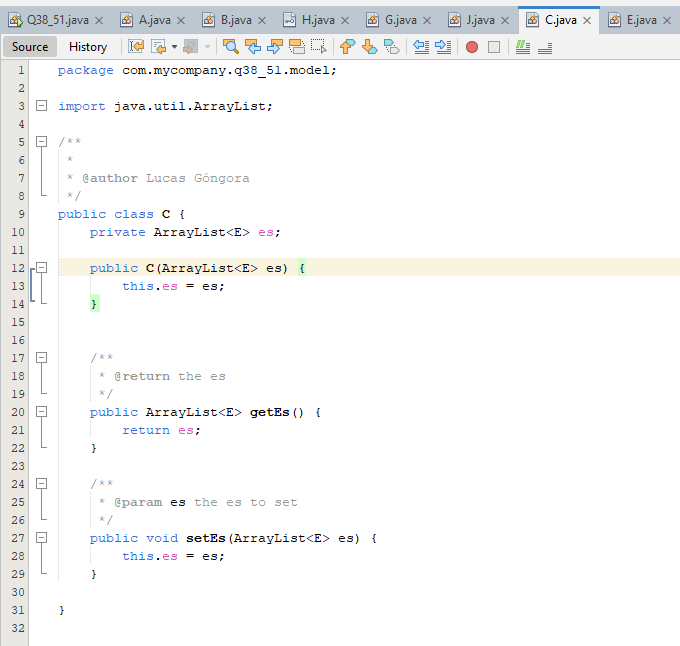 Q38_51.java A.java B.java H.java G.java J.java C.java E.java
Source History
1 package com.mycompany.q38_51.model;
2
3 import java.util.ArrayList;
4
5 /**
6 *
7 * @author Lucas Góngora
8 */
9 public class C {
10 private ArrayList<E> es;
11
12 public C(ArrayList<E> es) {
13 this.es = es;
14 }
15
16
17 /**
18 * @return the es
19 */
20 public ArrayList<E> getEs() {
21 return es;
22 }
23
24 /**
25 * @param es the es to set
26 */
27 public void setEs(ArrayList<E> es) {
28 this.es = es;
29 }
30
31 }
32